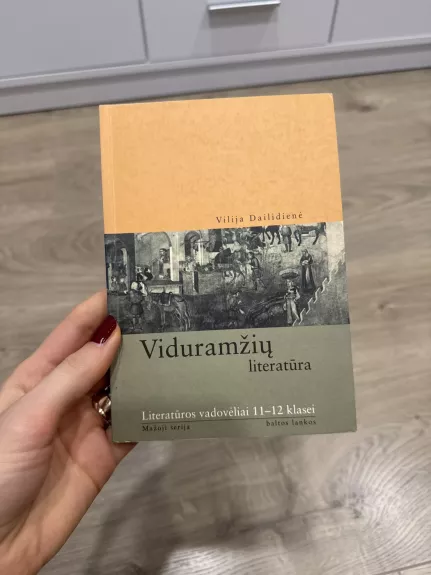 Vilija Dailidienė
Viduramžių
literatūra
Literatūros vadovėliai 11–12 klasei
Mažoji serija baltos lankos